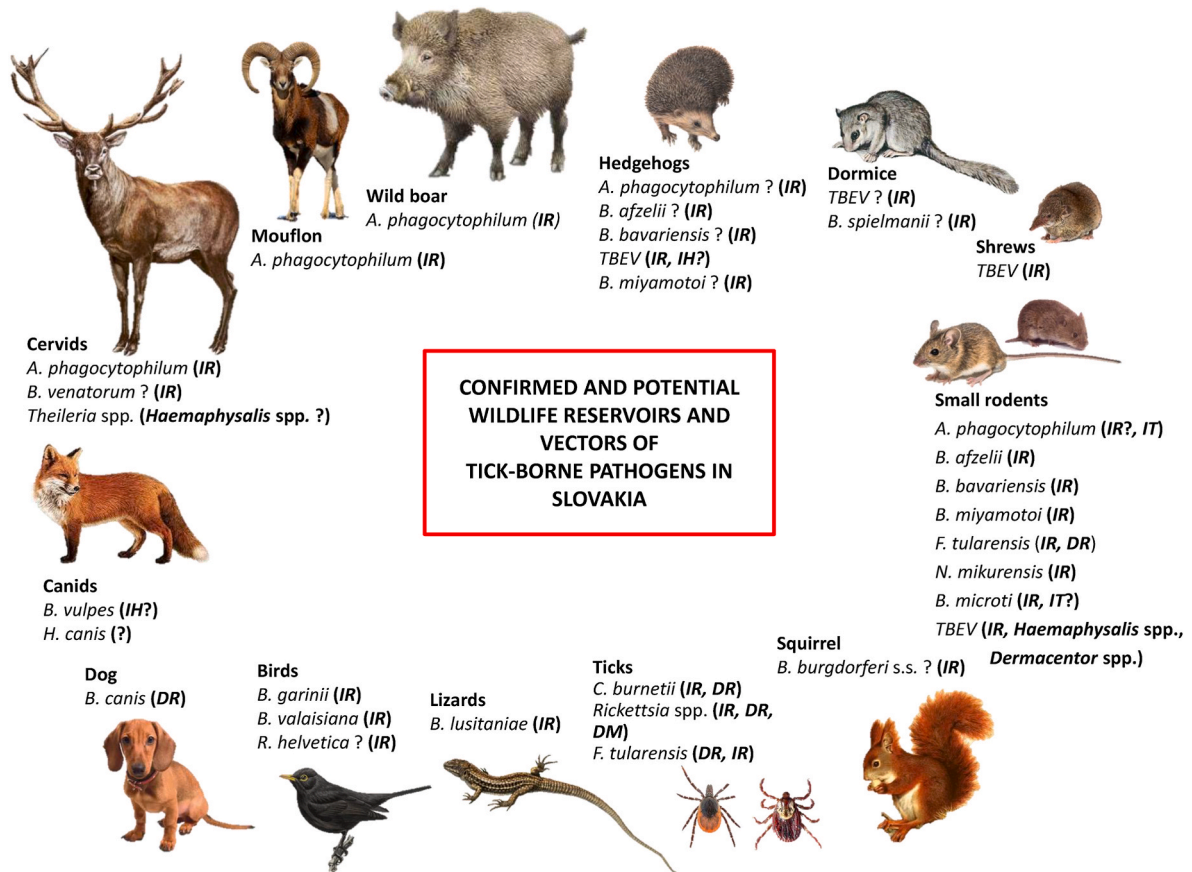 Wild boar
A. phagocytophilum (IR)
Mouflon
A. phagocytophilum (IR)
Hedgehogs
A. phagocytophilum ? (IR)
B. afzelii ? (IR)
B. bavariensis ? (IR)
TBEV (IR, IH?)
B. miyamotoi ? (IR)
Dormice
TBEV ? (IR)
B. spielmanii ? (IR)
Shrews
TBEV (IR)
Cervids
A. phagocytophilum (IR)
B. venatorum ? (IR)
Theileria spp. (Haemaphysalis spp. ?)
CONFIRMED AND POTENTIAL
WILDLIFE RESERVOIRS AND
VECTORS OF
TICK-BORNE PATHOGENS IN
SLOVAKIA
Small rodents
A. phagocytophilum (IR?, IT)
B. afzelii (IR)
B. bavariensis (IR)
B. miyamotoi (IR)
F. tularensis (IR, DR)
N. mikurensis (IR)
B. microti (IR, IT?)
TBEV (IR, Haemaphysalis spp.,
Dermacentor spp.)
Canids
B. vulpes (IH?)
H. canis (?)
Dog
B. canis (DR)
Birds
B. garinii (IR)
B. valaisiana (IR)
R. helvetica ? (IR)
Lizards
B. lusitaniae (IR)
Ticks
C. burnetii (IR, DR)
Rickettsia spp. (IR, DR,
DM)
F. tularensis (DR, IR)
Squirrel
B. burgdorferi s.s. ? (IR)